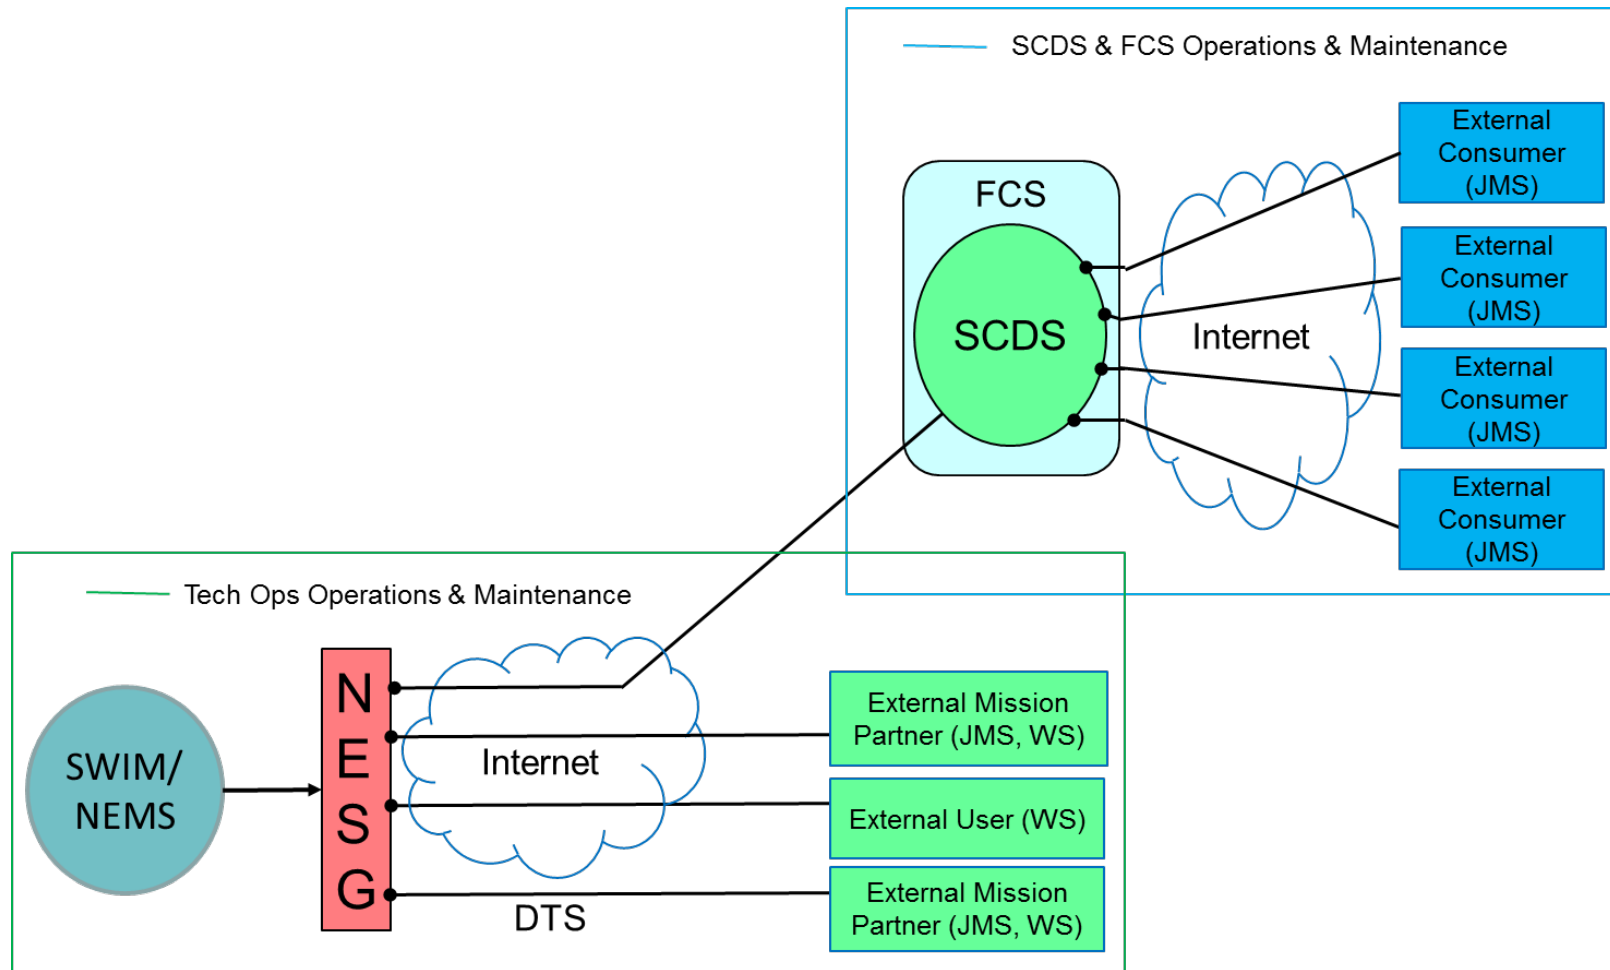 SCDS & FCS Operations & Maintenance
External
Consumer
(JMS)
FCS
External
Consumer
(JMS)
SCDS
Internet
External
Consumer
(JMS)
External
Consumer
(JMS)
Tech Ops Operations & Maintenance
SWIM/
NEMS
N
E
S
G
Internet
DTS
External Mission
Partner (JMS, WS)
External User (WS)
External Mission
Partner (JMS, WS)